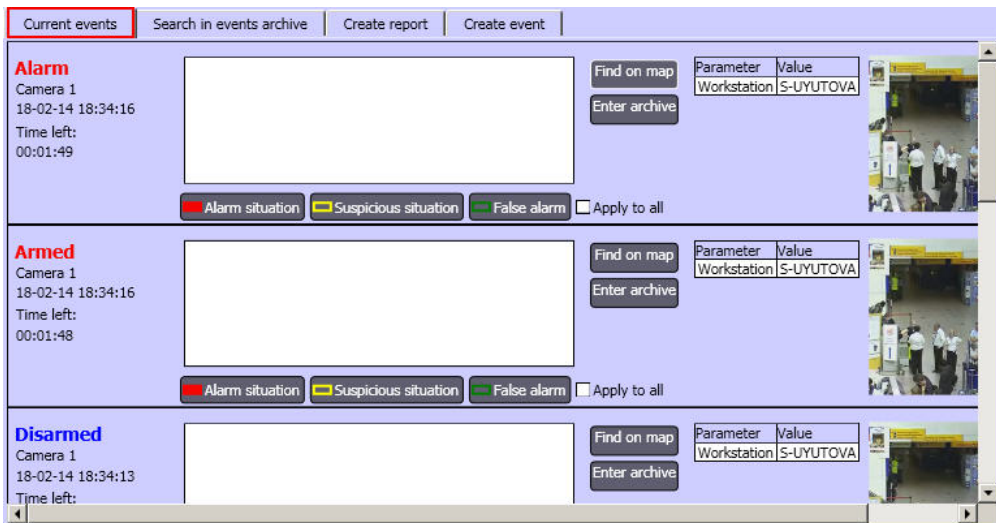 Current events Search in events archive Create report Create event
Alarm
Camera 1
18-02-14 18:34:16
Time left:
00:01:49
Find on map
Enter archive
Parameter Value
Workstation S-UYUTOVA
Alarm situation Suspicious situation False alarm Apply to all
Armed
Camera 1
18-02-14 18:34:16
Time left:
00:01:48
Find on map
Enter archive
Parameter Value
Workstation S-UYUTOVA
Alarm situation Suspicious situation False alarm Apply to all
Disarmed
Camera 1
18-02-14 18:34:13
Time left:
Find on map
Enter archive
Parameter Value
Workstation S-UYUTOVA